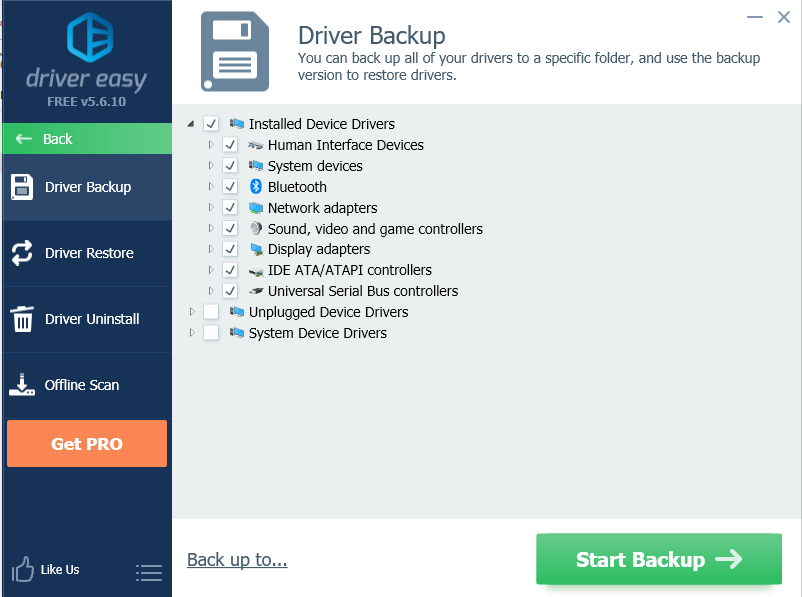 driver easy
FREE v5.6.10
Back
Driver Backup
Driver Restore
Driver Uninstall
Offline Scan
Get PRO
Like Us
Driver Backup
You can back up all of your drivers to a specific folder, and use the backup
version to restore drivers.
Installed Device Drivers
Human Interface Devices
System devices
Bluetooth
Network adapters
Sound, video and game controllers
Display adapters
IDE ATA/ATAPI controllers
Universal Serial Bus controllers
Unplugged Device Drivers
System Device Drivers
Back up to...
Start Backup